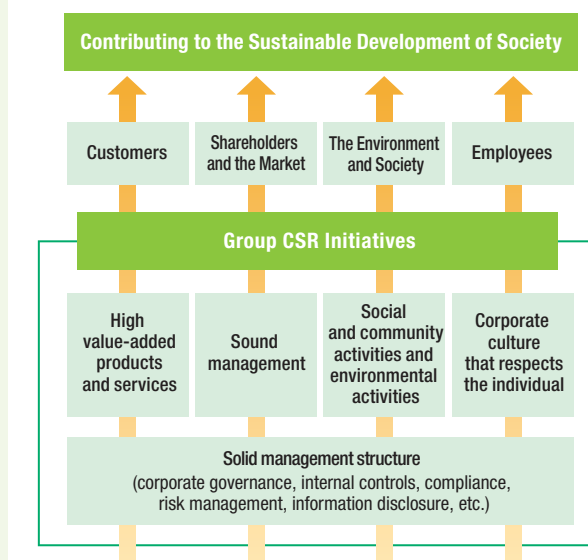 Contributing to the Sustainable Development of Society
Customers
Shareholders
and the Market
The Environment
and Society
Employees
Group CSR Initiatives
High
value-added
products
and services
Sound
management
Social
and community
activities and
environmental
activities
Corporate
culture
that respects
the individual
Solid management structure
(corporate governance, internal controls, compliance,
risk management, information disclosure, etc.)